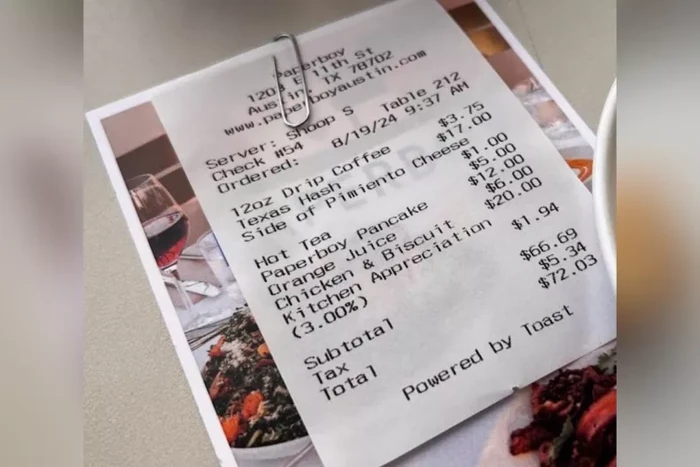 Paperboy
1203 E 11th St
Austin, TX 78702
www.paperboyaustin.com
Server: Shoop S Table 212
Check #54 8/19/24 9:37 AM
Ordered:
12oz Drip Coffee $3.75
Texas Hash $17.00
Side of Pimiento Cheese $1.00
Hot Tea $5.00
Paperboy Pancake $12.00
Orange Juice $6.00
Chicken & Biscuit $20.00
Kitchen Appreciation $1.94
(3.00%)
Subtotal $66.69
Tax $5.34
Total $72.03
Powered by Toast